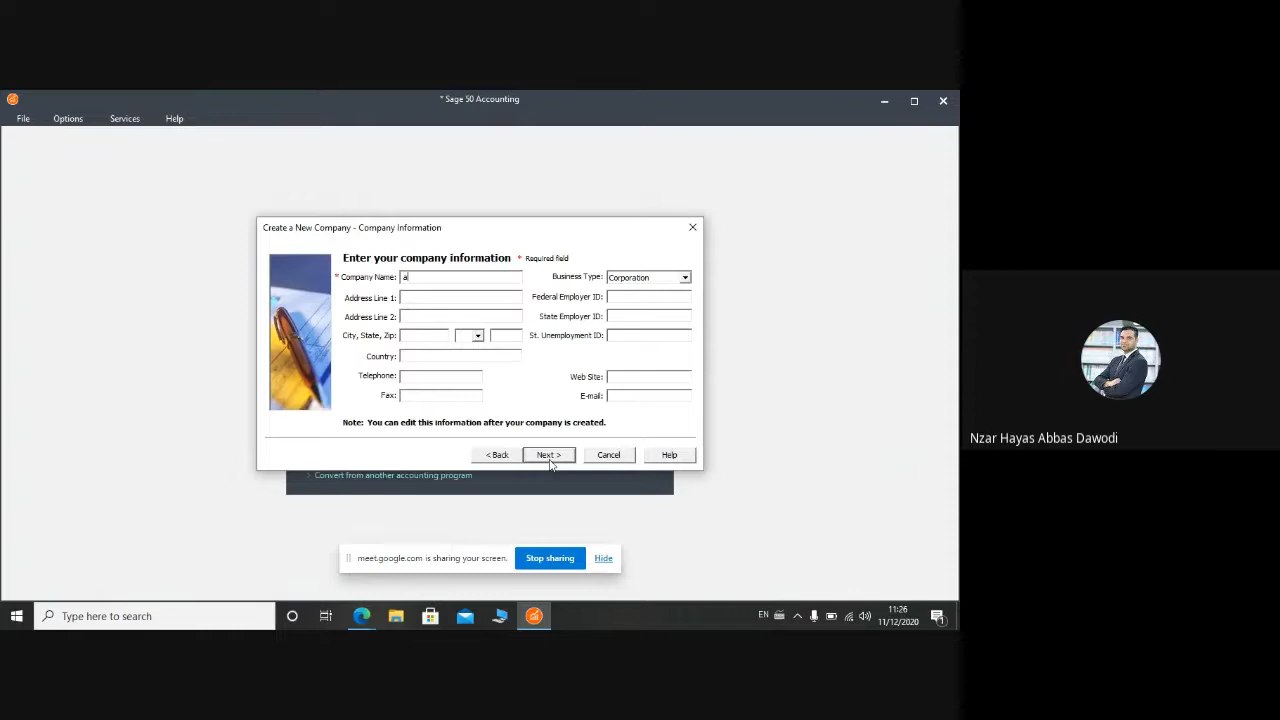 * Sage 50 Accounting
File Options Services Help
Create a New Company - Company Information
Enter your company information * Required field
* Company Name: a Business Type: Corporation
Address Line 1: Federal Employer ID:
Address Line 2: State Employer ID:
City, State, Zip: St. Unemployment ID:
Country:
Telephone: Web Site:
Fax: E-mail:
Note: You can edit this information after your company is created.
< Back Next > Cancel Help
> Convert from another accounting program
Nzar Hayas Abbas Dawodi
meet.google.com is sharing your screen. Stop sharing Hide
Type here to search
EN
11:26
11/12/2020
1